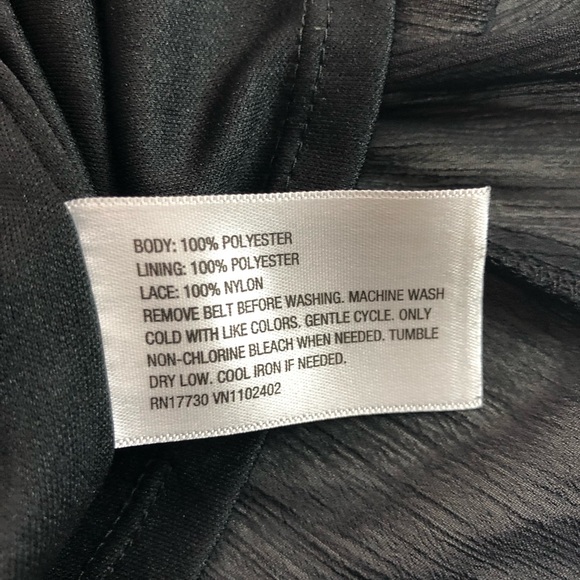 BODY: 100% POLYESTER
LINING: 100% POLYESTER
LACE: 100% NYLON
REMOVE BELT BEFORE WASHING. MACHINE WASH
COLD WITH LIKE COLORS. GENTLE CYCLE. ONLY
NON-CHLORINE BLEACH WHEN NEEDED. TUMBLE
DRY LOW. COOL IRON IF NEEDED.
RN17730 VN1102402